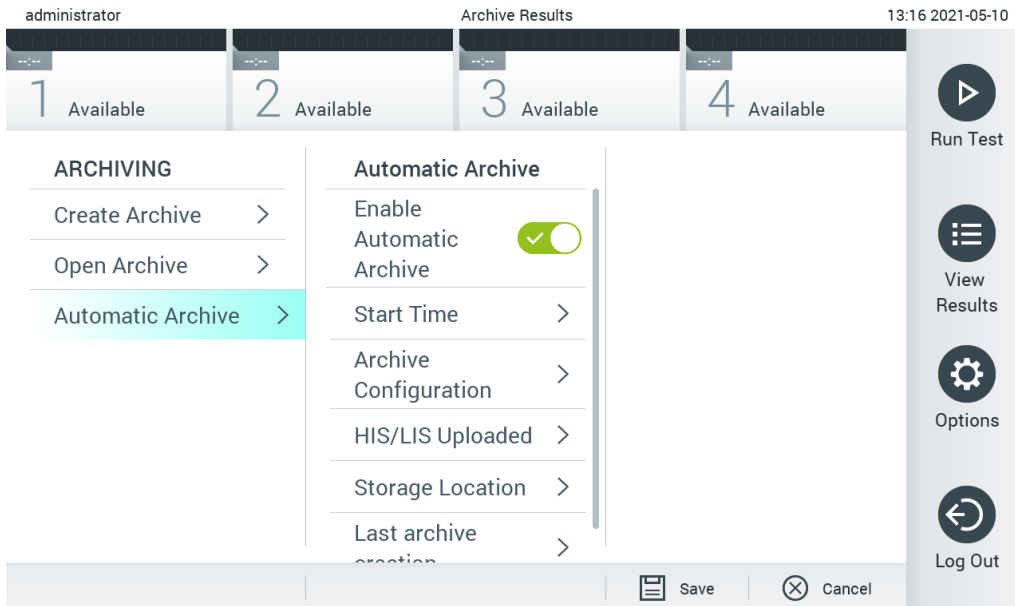 administrator Archive Results 13:16 2021-05-10
--:-- --:-- --:-- --:--
1 Available 2 Available 3 Available 4 Available
Run Test
ARCHIVING
Create Archive
Open Archive
Automatic Archive
Automatic Archive
Enable
Automatic
Archive
Start Time
Archive
Configuration
HIS/LIS Uploaded
Storage Location
Last archive
creation
View
Results
Options
Log Out
Save Cancel